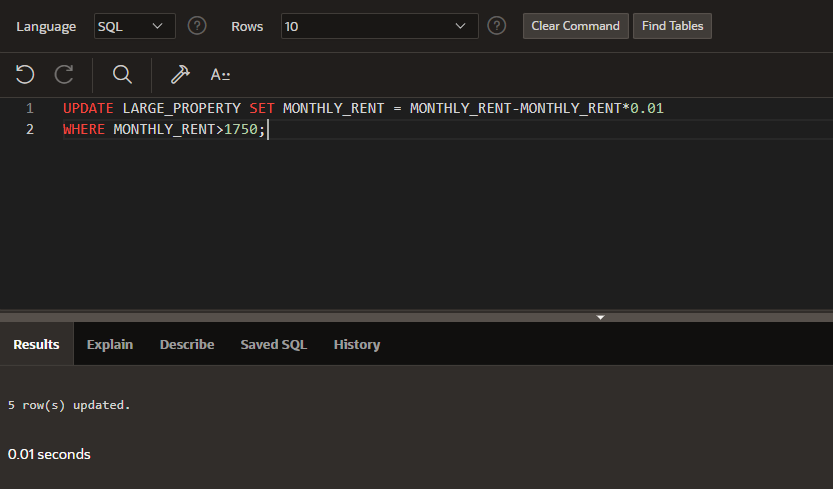 Language SQL Rows 10 Clear Command Find Tables
1 UPDATE LARGE_PROPERTY SET MONTHLY_RENT = MONTHLY_RENT-MONTHLY_RENT*0.01
2 WHERE MONTHLY_RENT>1750;
Results Explain Describe Saved SQL History
5 row(s) updated.
0.01 seconds